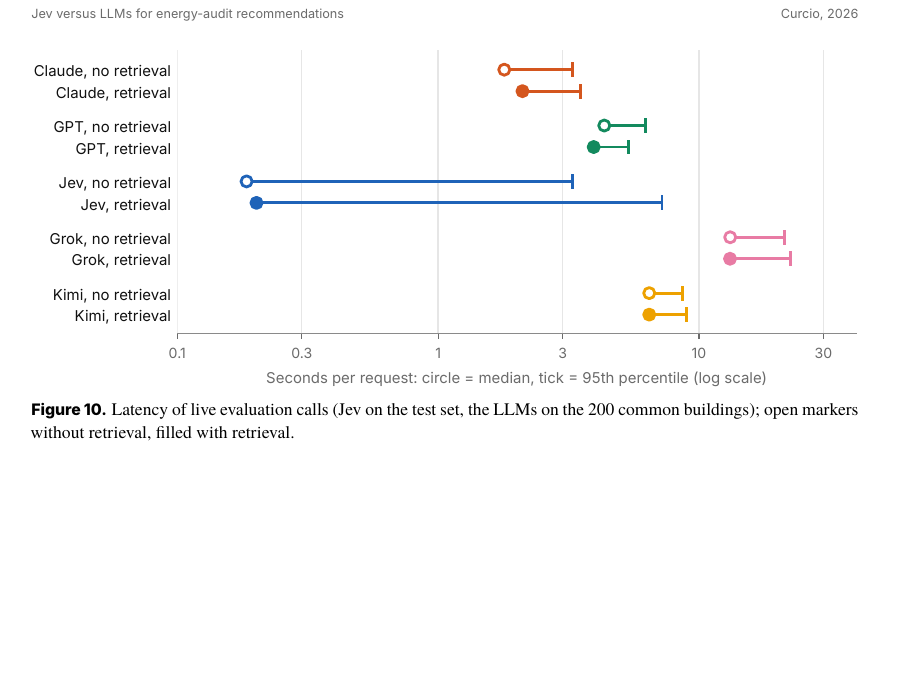 Jev versus LLMs for energy-audit recommendations
Curcio, 2026
Claude, no retrieval
Claude, retrieval
GPT, no retrieval
GPT, retrieval
Jev, no retrieval
Jev, retrieval
Grok, no retrieval
Grok, retrieval
Kimi, no retrieval
Kimi, retrieval
0.1 0.3 1 3 10 30
Seconds per request: circle = median, tick = 95th percentile (log scale)
Figure 10. Latency of live evaluation calls (Jev on the test set, the LLMs on the 200 common buildings); open markers
without retrieval, filled with retrieval.